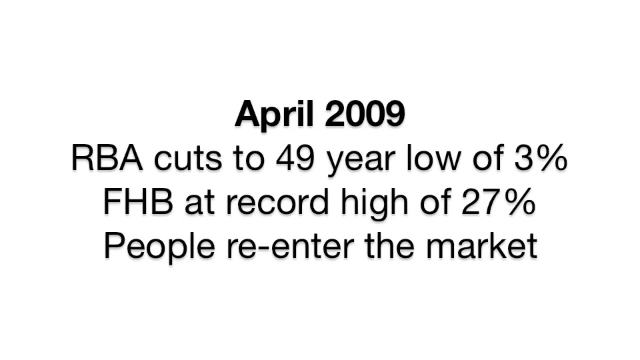 April 2009
RBA cuts to 49 year low of 3%
FHB at record high of 27%
People re-enter the market